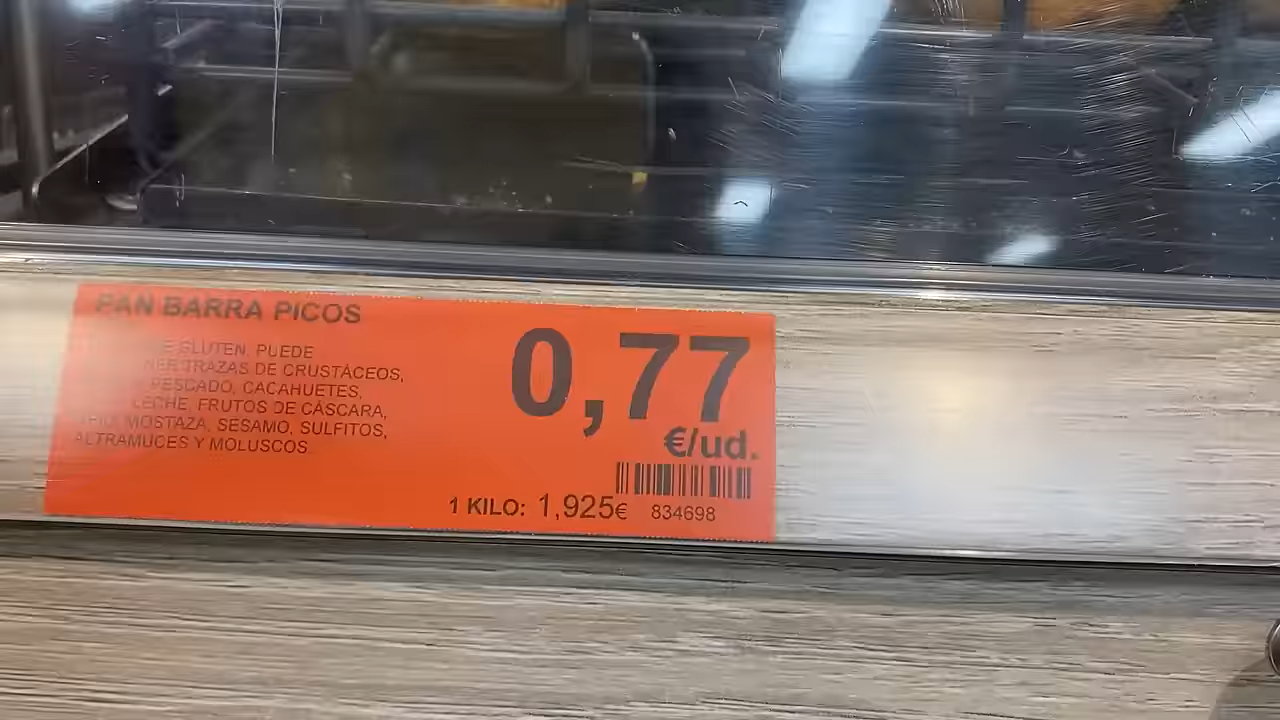 PAN BARRA PICOS
GLUTEN. PUEDE
TRAZAS DE CRUSTÁCEOS,
PESCADO, CACAHUETES,
LECHE, FRUTOS DE CÁSCARA,
MOSTAZA, SÉSAMO, SULFITOS,
ALTRAMUCES Y MOLUSCOS.
0,77
€/ud.
1 KILO: 1,925€ 834698